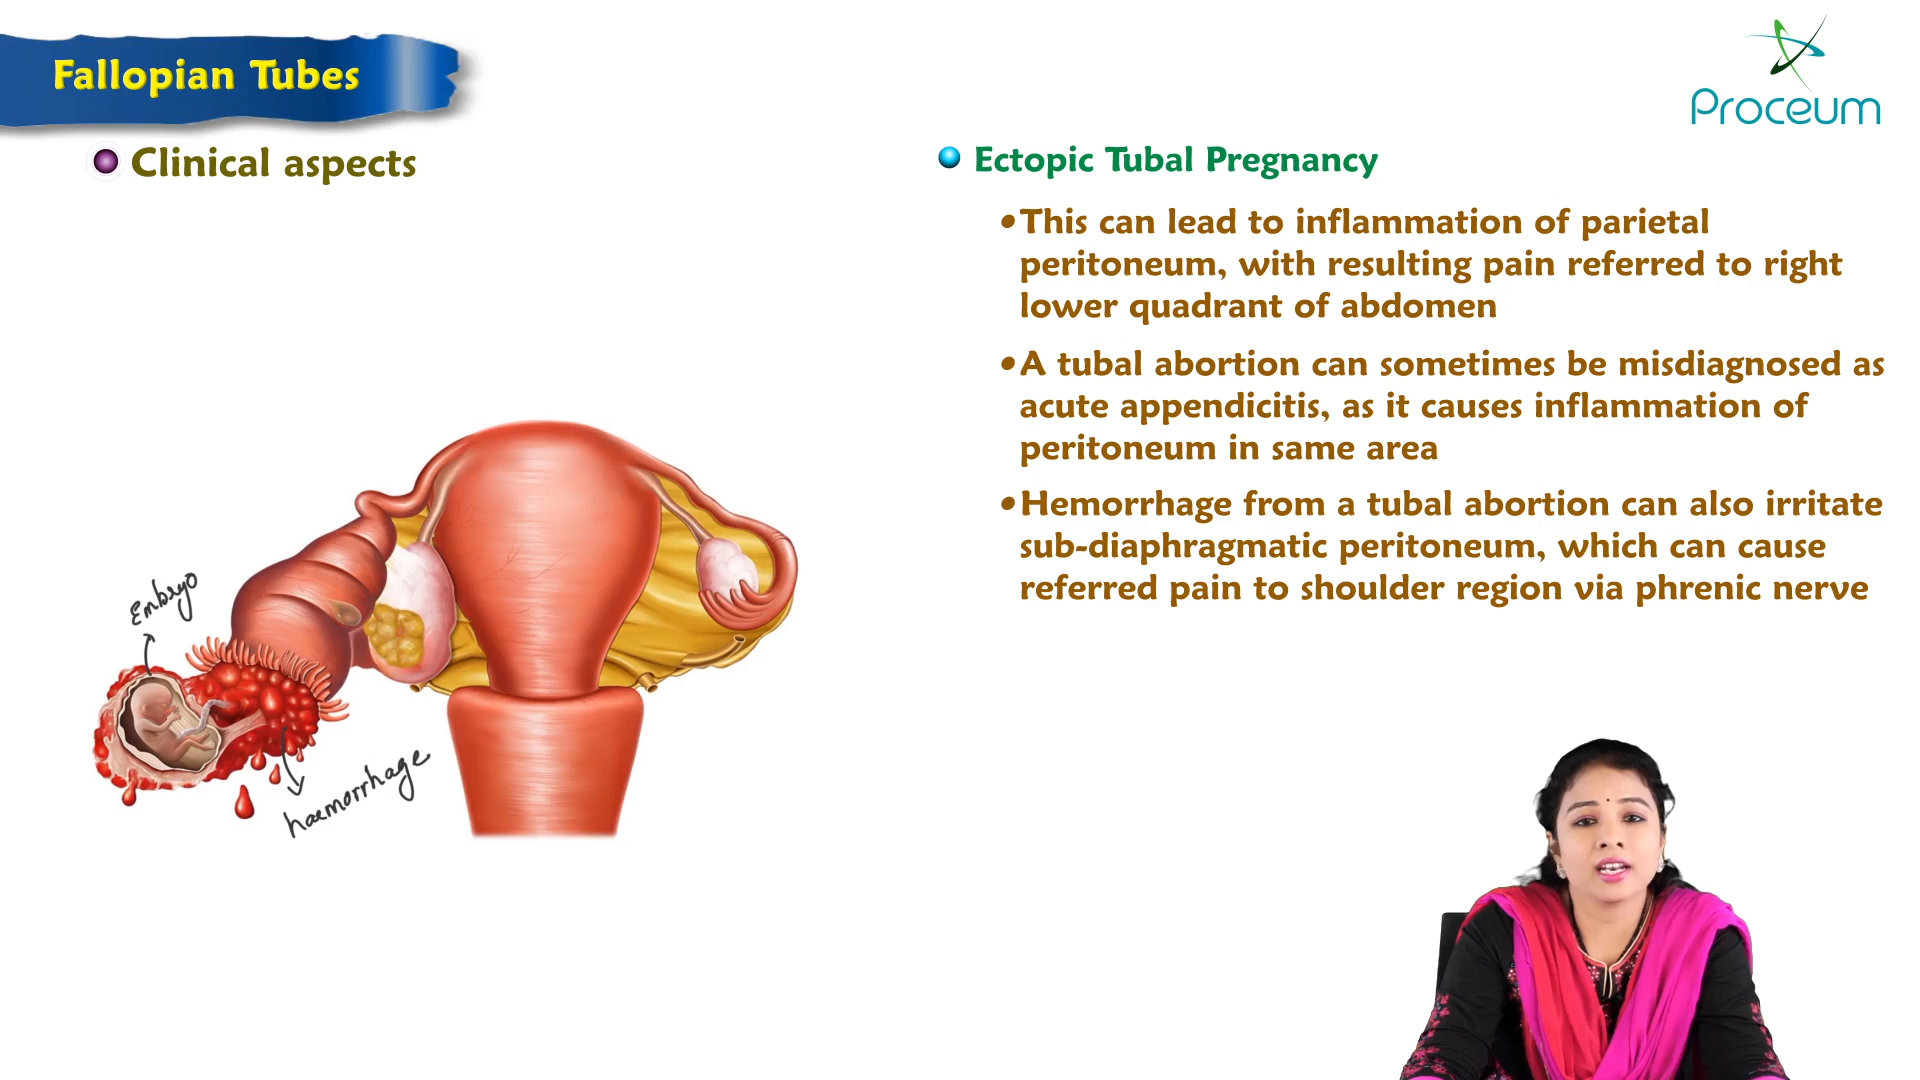 Fallopian Tubes
Proceum
Clinical aspects
Ectopic Tubal Pregnancy
•This can lead to inflammation of parietal
peritoneum, with resulting pain referred to right
lower quadrant of abdomen
•A tubal abortion can sometimes be misdiagnosed as
acute appendicitis, as it causes inflammation of
peritoneum in same area
•Hemorrhage from a tubal abortion can also irritate
sub-diaphragmatic peritoneum, which can cause
referred pain to shoulder region via phrenic nerve
Embryo
haemorrhage